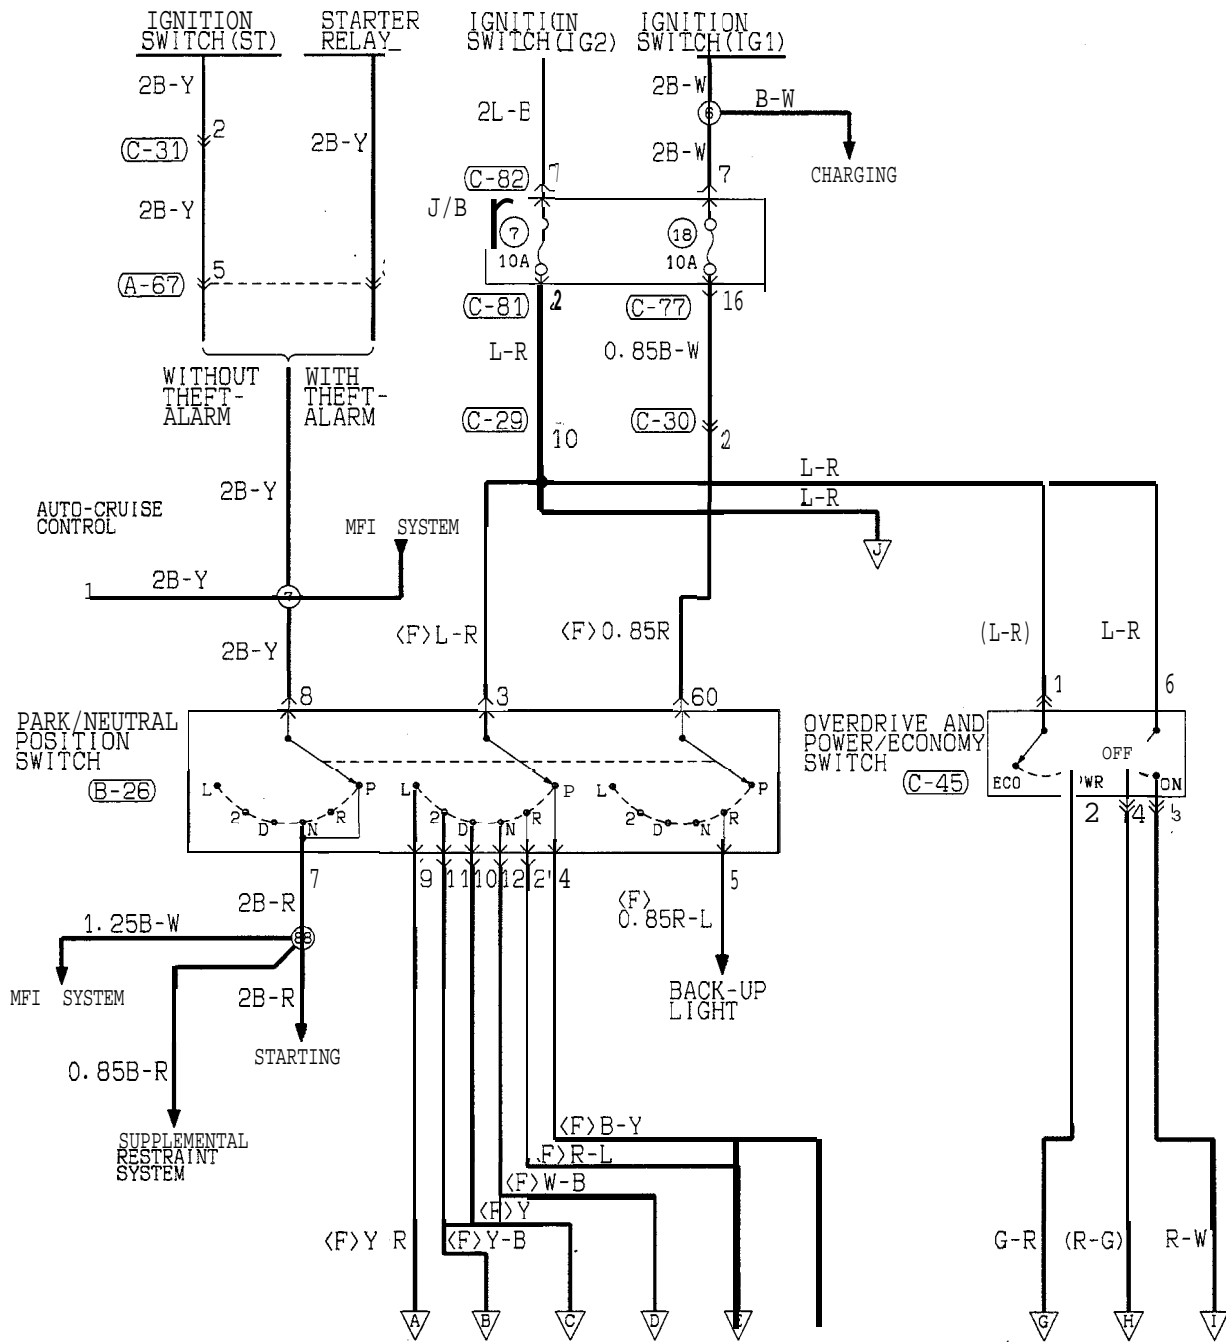 IGNITION
SWITCH(ST)
STARTER
RELAY
IGNITION
SWITCH(IG2)
IGNITION
SWITCH(IG1)
2B-Y
2B-W
B-W
2L-B
2
C-31
2B-Y
2B-W
CHARGING
C-82
7
7
2B-Y
J/B
7
10A
18
10A
5
A-67
C-81
2
C-77
16
L-R
0.85B-W
WITHOUT
THEFT-
ALARM
WITH
THEFT-
ALARM
C-29
10
C-30
2
L-R
L-R
2B-Y
AUTO-CRUISE
CONTROL
MFI SYSTEM
J
2B-Y
7
<F>L-R
<F>0.85R
(L-R)
L-R
2B-Y
8
3
60
1
6
PARK/NEUTRAL
POSITION
SWITCH
B-26
L
2
D
N
R
P
L
2
D
N
R
P
L
2
D
N
R
P
OVERDRIVE AND
POWER/ECONOMY
SWITCH
C-45
OFF
ECO
WR
ON
2
4
3
7
9
11
10
12
2'
4
5
2B-R
<F>
0.85R-L
1.25B-W
88
MFI SYSTEM
2B-R
BACK-UP
LIGHT
STARTING
0.85B-R
SUPPLEMENTAL
RESTRAINT
SYSTEM
<F>B-Y
F>R-L
<F>W-B
<F>Y
<F>Y R
<F>Y-B
G-R
(R-G)
R-W
A
B
C
D
E
G
H
I